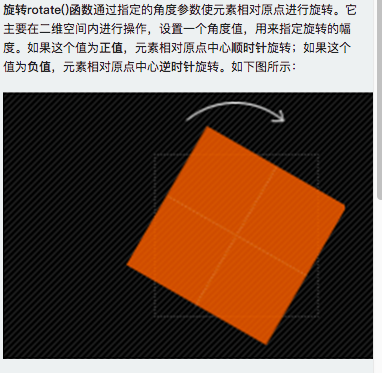 旋转rotate()函数通过指定的角度参数使元素相对原点进行旋转。它
主要在二维空间内进行操作，设置一个角度值，用来指定旋转的幅
度。如果这个值为正值，元素相对原点中心顺时针旋转；如果这个
值为负值，元素相对原点中心逆时针旋转。如下图所示：